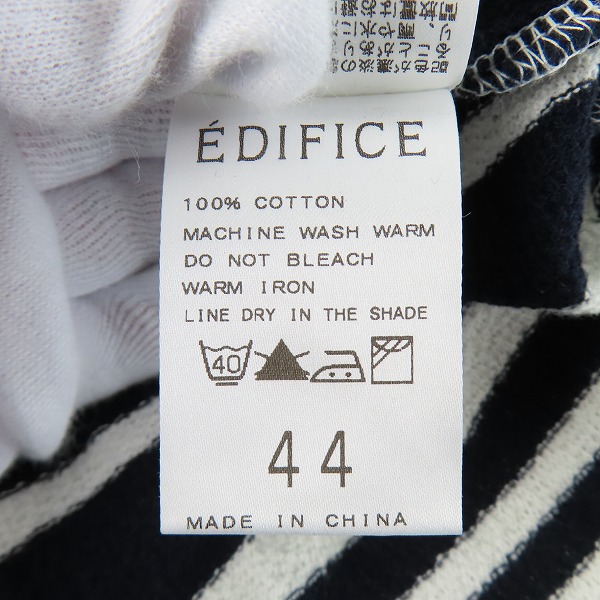 ÉDIFICE
100% COTTON
MACHINE WASH WARM
DO NOT BLEACH
WARM IRON
LINE DRY IN THE SHADE
40
44
MADE IN CHINA